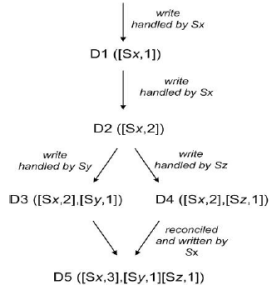 write
handled by Sx
D1 ([Sx,1])
write
handled by Sx
D2 ([Sx,2])
write
handled by Sy
write
handled by Sz
D3 ([Sx,2],[Sy,1])
D4 ([Sx,2],[Sz,1])
reconciled
and written by
Sx
D5 ([Sx,3],[Sy,1][Sz,1])